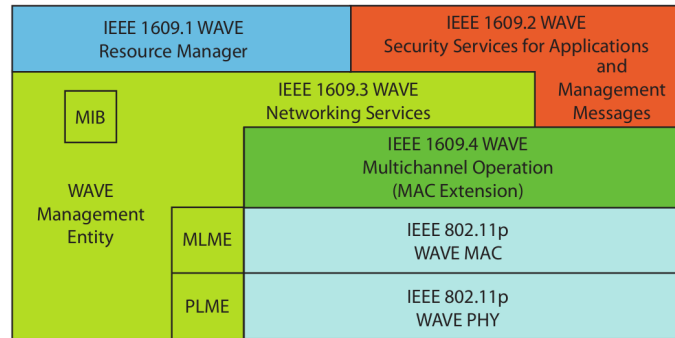 IEEE 1609.1 WAVE
Resource Manager
IEEE 1609.2 WAVE
Security Services for Applications
and
Management
Messages
IEEE 1609.3 WAVE
Networking Services
MIB
WAVE
Management
Entity
IEEE 1609.4 WAVE
Multichannel Operation
(MAC Extension)
MLME
IEEE 802.11p
WAVE MAC
PLME
IEEE 802.11p
WAVE PHY